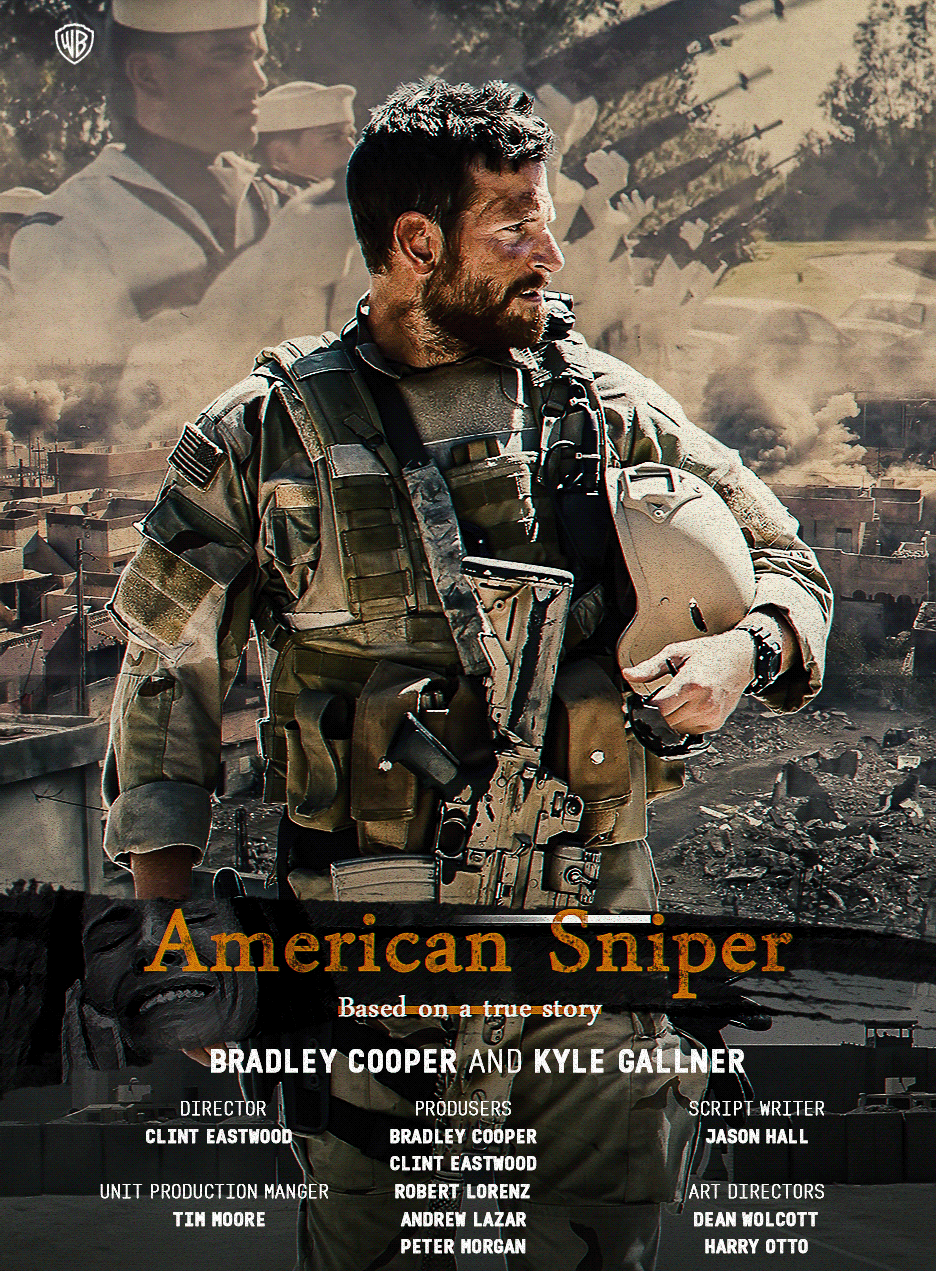 WB
American Sniper
Based on a true story
BRADLEY COOPER AND KYLE GALLNER
DIRECTOR
CLINT EASTWOOD
UNIT PRODUCTION MANGER
TIM MOORE
PRODUSERS
BRADLEY COOPER
CLINT EASTWOOD
ROBERT LORENZ
ANDREW LAZAR
PETER MORGAN
SCRIPT WRITER
JASON HALL
ART DIRECTORS
DEAN WOLCOTT
HARRY OTTO